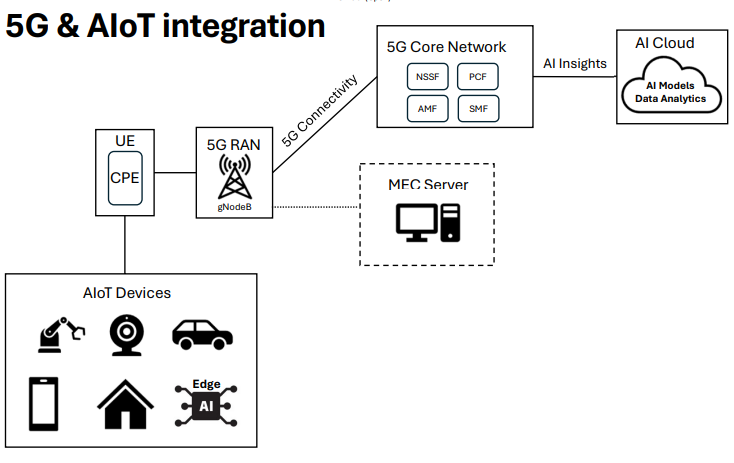 5G & AIoT integration
5G Core Network
NSSF
PCF
AMF
SMF
AI Insights
AI Cloud
AI Models
Data Analytics
5G Connectivity
UE
CPE
5G RAN
gNodeB
MEC Server
AIoT Devices
Edge
AI